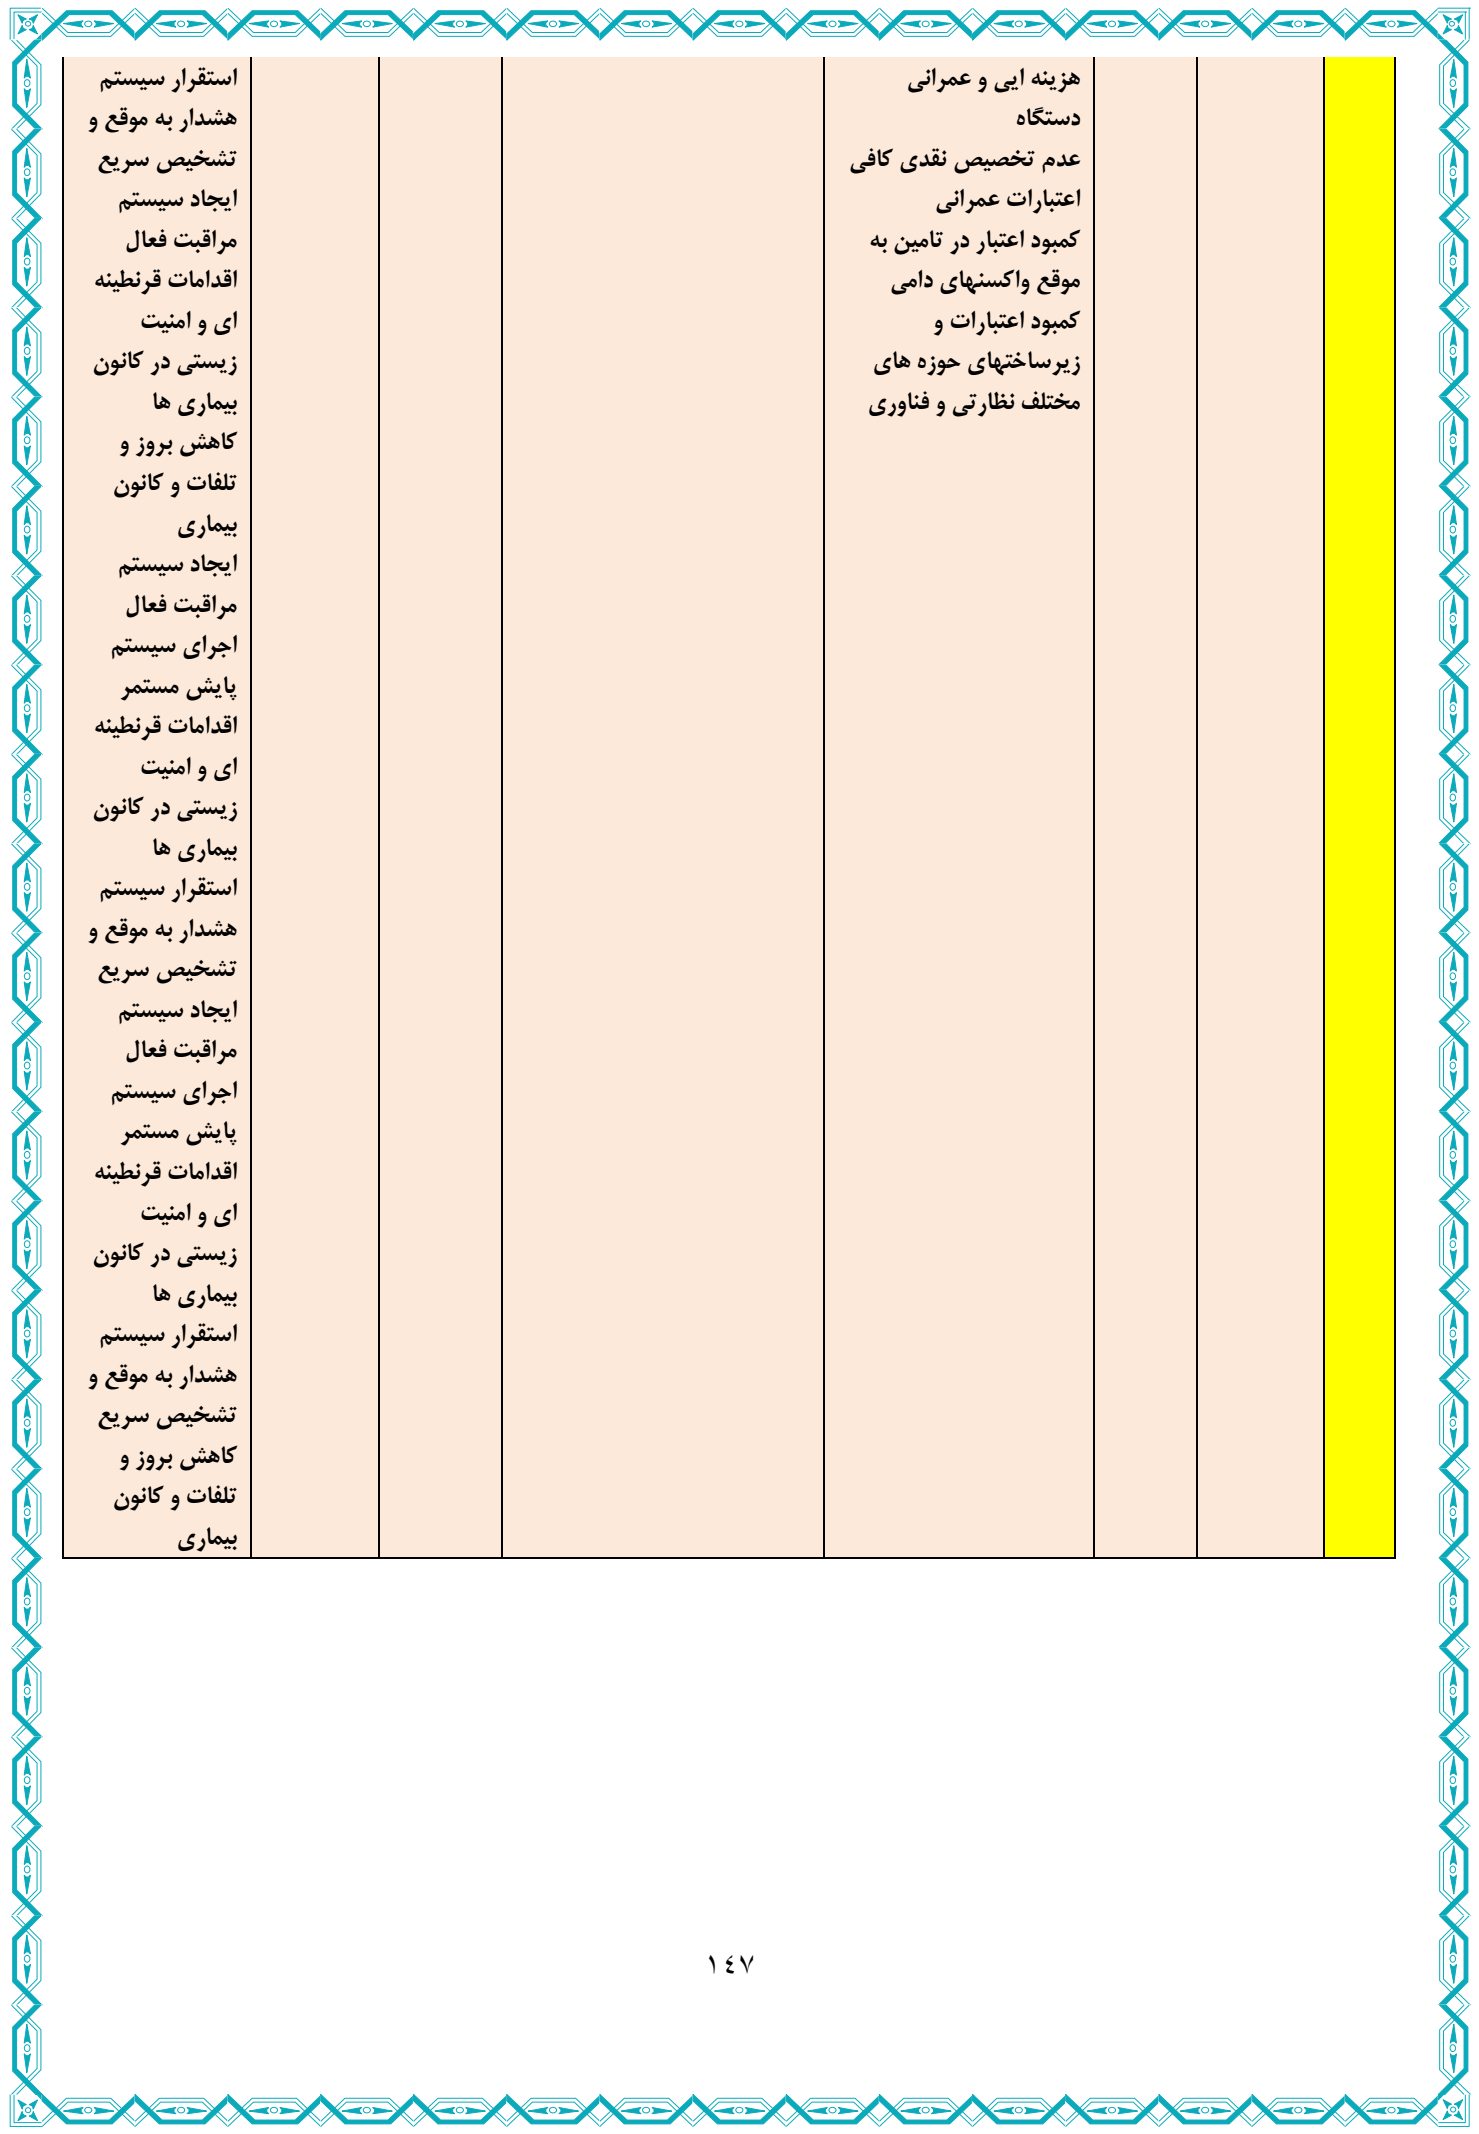 هزینه ایی و عمرانی
دستگاه
عدم تخصیص نقدی کافی
اعتبارات عمرانی
کمبود اعتبار در تامین به
موقع واکسنهای دامی
کمبود اعتبارات و
زیرساختهای حوزه های
مختلف نظارتی و فناوری
استقرار سیستم
هشدار به موقع و
تشخیص سریع
ایجاد سیستم
مراقبت فعال
اقدامات قرنطینه
ای و امنیت
زیستی در کانون
بیماری ها
کاهش بروز و
تلفات و کانون
بیماری
ایجاد سیستم
مراقبت فعال
اجرای سیستم
پایش مستمر
اقدامات قرنطینه
ای و امنیت
زیستی در کانون
بیماری ها
استقرار سیستم
هشدار به موقع و
تشخیص سریع
ایجاد سیستم
مراقبت فعال
اجرای سیستم
پایش مستمر
اقدامات قرنطینه
ای و امنیت
زیستی در کانون
بیماری ها
استقرار سیستم
هشدار به موقع و
تشخیص سریع
کاهش بروز و
تلفات و کانون
بیماری
١٤٧